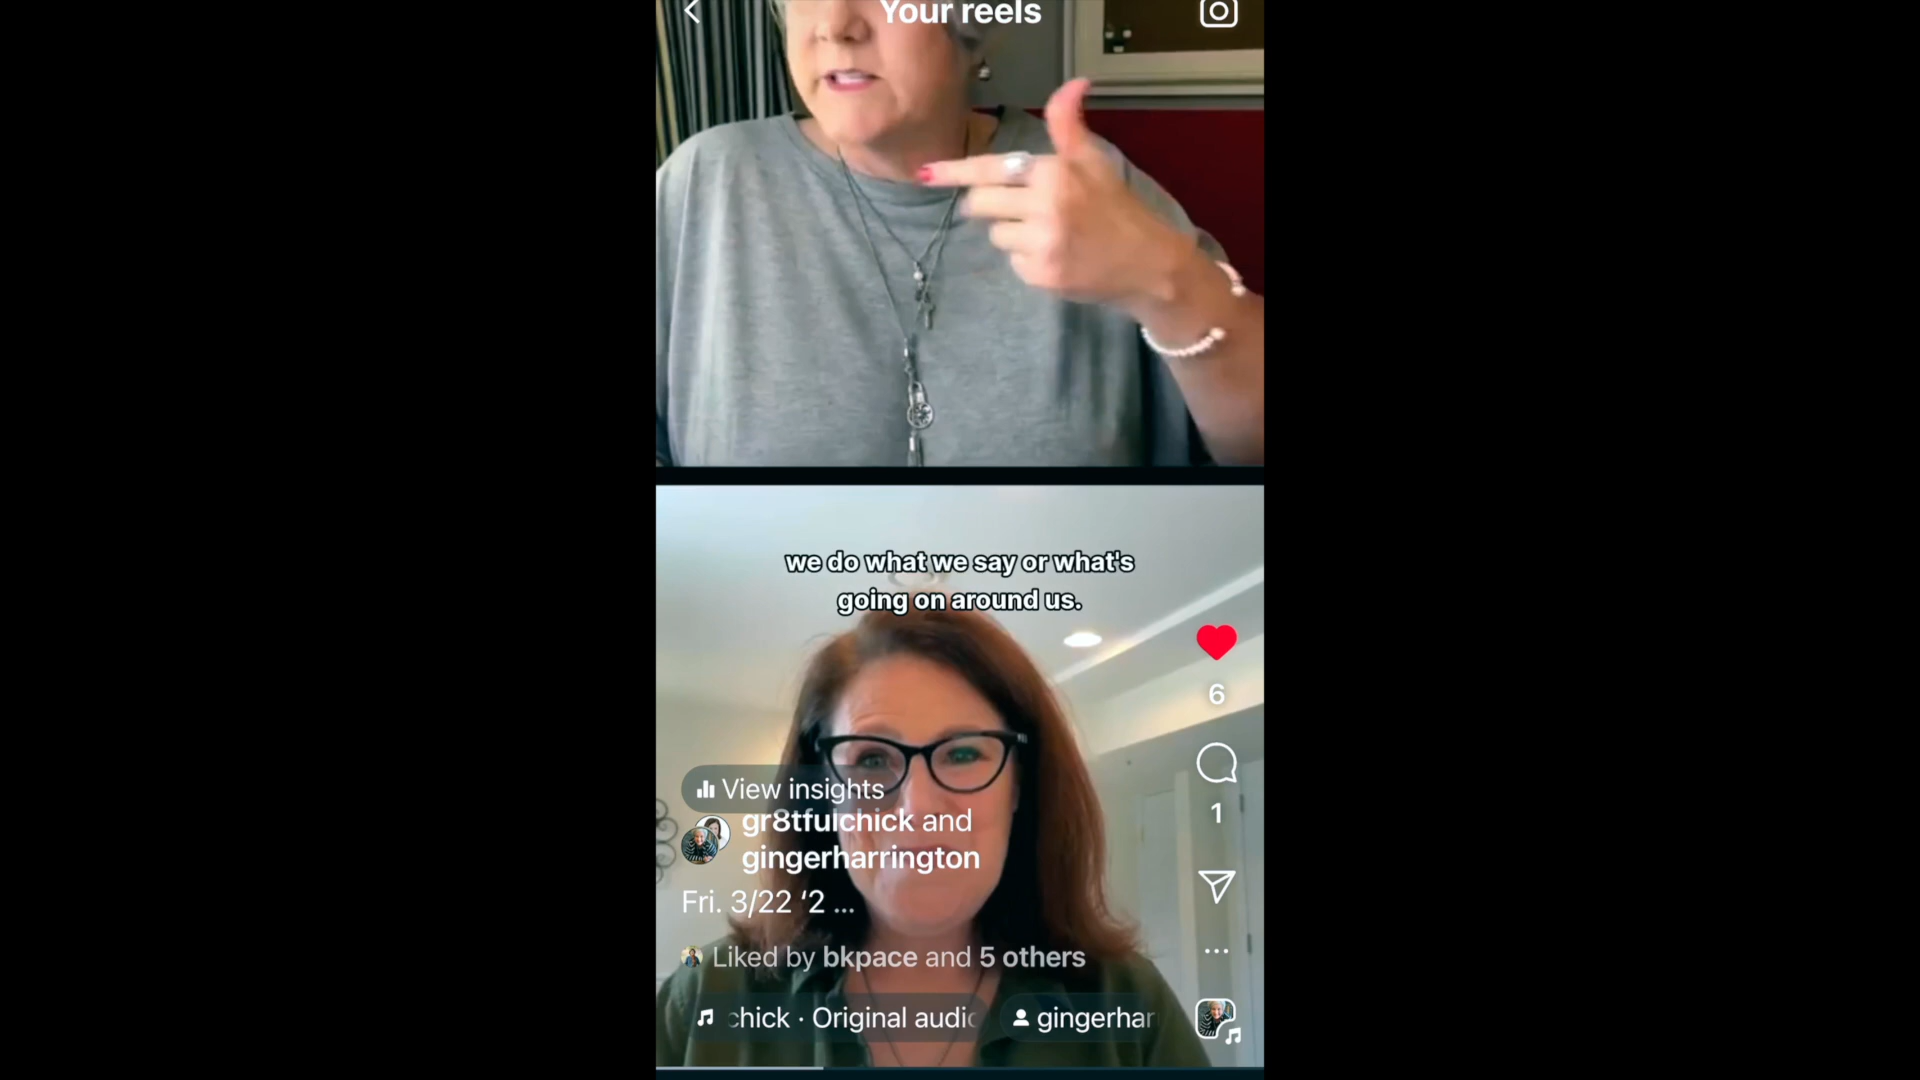 Your reels
we do what we say or what's
going on around us.
6
View insights
1
gr8tfulchick and
gingerharrington
Fri. 3/22 ‘2 ...
Liked by bkpace and 5 others
chick · Original audio
gingerhar